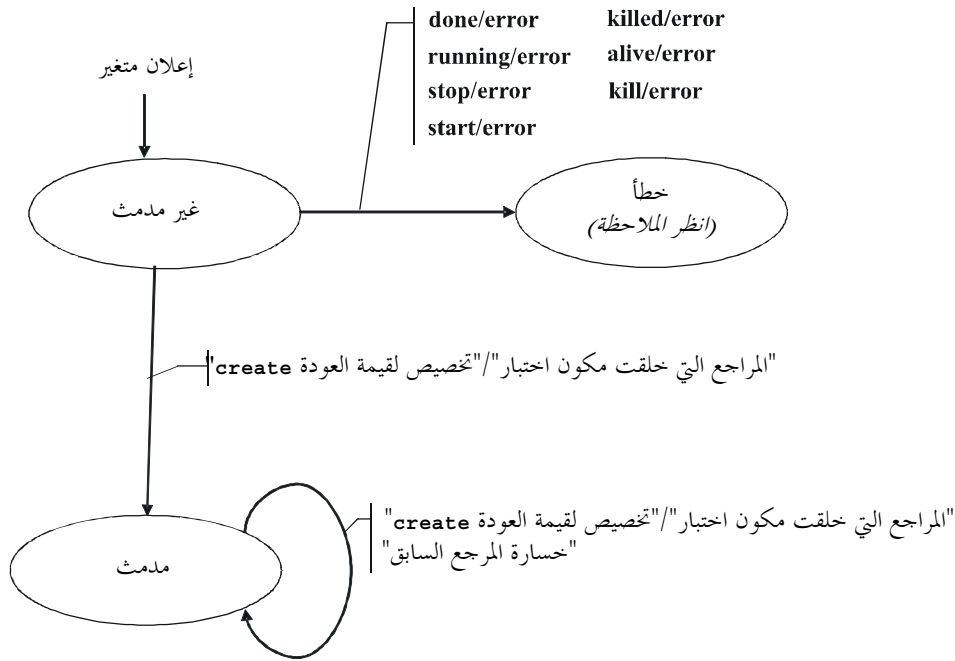 done/error killed/error
running/error alive/error
stop/error kill/error
start/error
إعلان متغير
غير مدمث
خطأ
(انظر الملاحظة)
"المراجع التي خلقت مكون اختبار"/"تخصيص لقيمة العودة create"
"المراجع التي خلقت مكون اختبار"/"تخصيص لقيمة العودة create"
"خسارة المرجع السابق"
مدمث